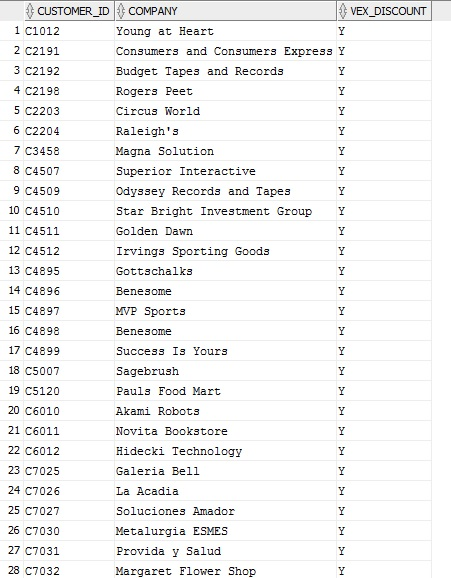 CUSTOMER_ID COMPANY VEX_DISCOUNT
1 C1012 Young at Heart Y
2 C2191 Consumers and Consumers Express Y
3 C2192 Budget Tapes and Records Y
4 C2198 Rogers Peet Y
5 C2203 Circus World Y
6 C2204 Raleigh's Y
7 C3458 Magna Solution Y
8 C4507 Superior Interactive Y
9 C4509 Odyssey Records and Tapes Y
10 C4510 Star Bright Investment Group Y
11 C4511 Golden Dawn Y
12 C4512 Irvings Sporting Goods Y
13 C4895 Gottschalks Y
14 C4896 Benesome Y
15 C4897 MVP Sports Y
16 C4898 Benesome Y
17 C4899 Success Is Yours Y
18 C5007 Sagebrush Y
19 C5120 Pauls Food Mart Y
20 C6010 Akami Robots Y
21 C6011 Novita Bookstore Y
22 C6012 Hidecki Technology Y
23 C7025 Galeria Bell Y
24 C7026 La Acadia Y
25 C7027 Soluciones Amador Y
26 C7030 Metalurgia ESMES Y
27 C7031 Provida y Salud Y
28 C7032 Margaret Flower Shop Y